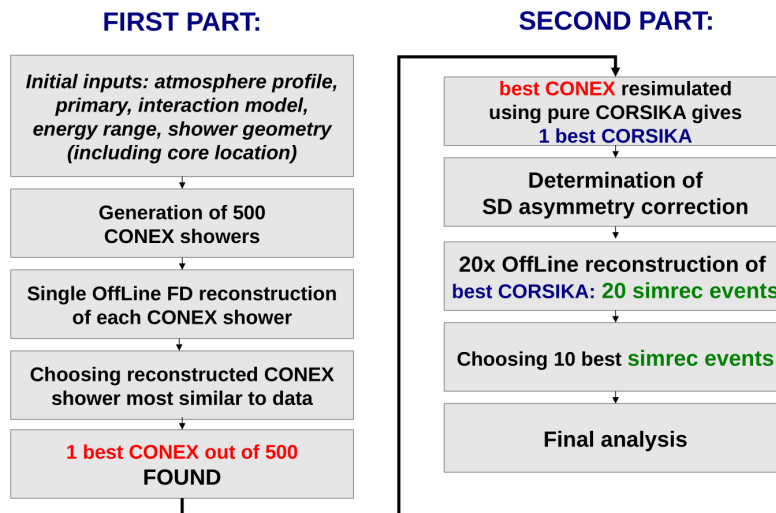 FIRST PART:
Initial inputs: atmosphere profile,
primary, interaction model,
energy range, shower geometry
(including core location)
Generation of 500
CONEX showers
Single OffLine FD reconstruction
of each CONEX shower
Choosing reconstructed CONEX
shower most similar to data
1 best CONEX out of 500
FOUND
SECOND PART:
best CONEX resimulated
using pure CORSIKA gives
1 best CORSIKA
Determination of
SD asymmetry correction
20x OffLine reconstruction of
best CORSIKA: 20 simrec events
Choosing 10 best simrec events
Final analysis